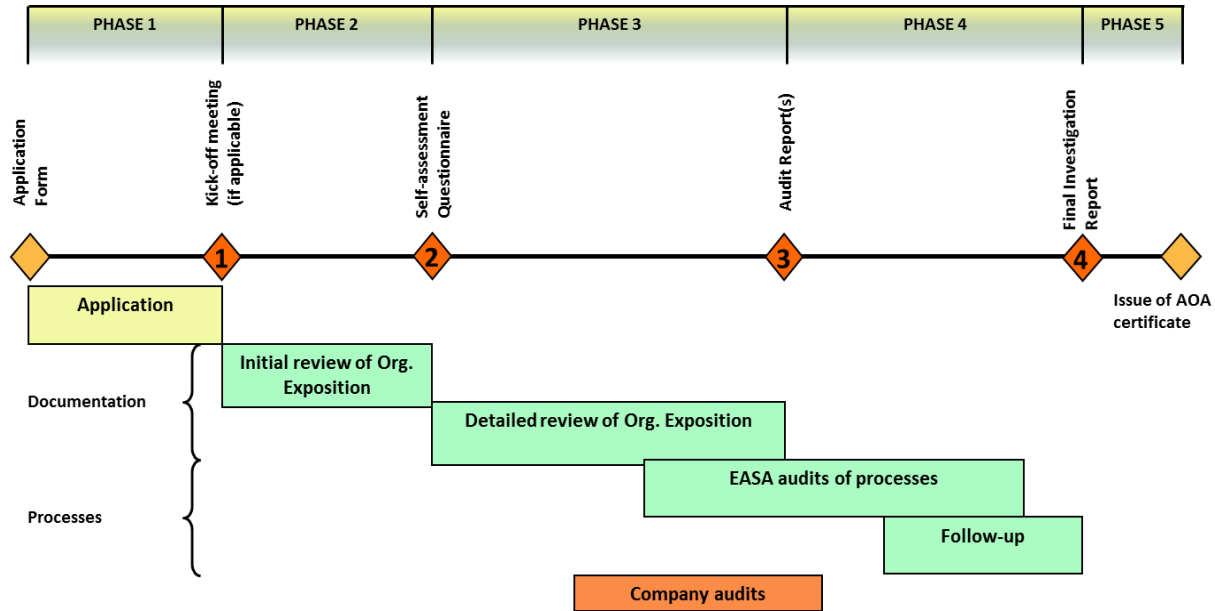 PHASE 1
PHASE 2
PHASE 3
PHASE 4
PHASE 5
Application
Form
Kick-off meeting
(if applicable)
Self-assessment
Questionnaire
Audit Report(s)
Final Investigation
Report
1
2
3
4
Issue of AOA
certificate
Application
Initial review of Org.
Exposition
Documentation
Detailed review of Org. Exposition
EASA audits of processes
Processes
Follow-up
Company audits